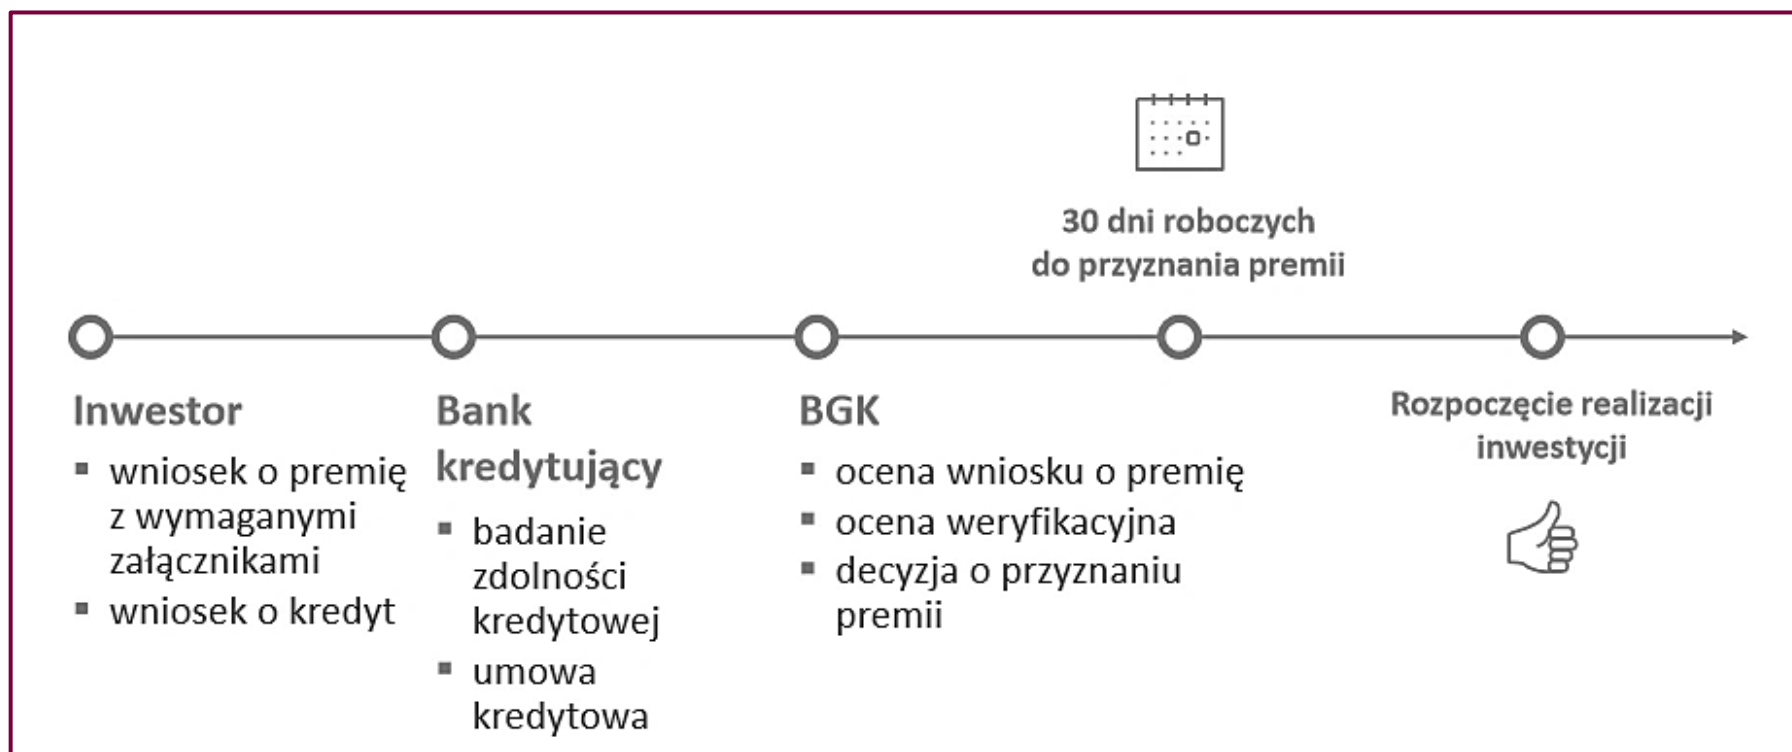 30 dni roboczych
do przyznania premii
Inwestor
▪ wniosek o premię
z wymaganymi
załącznikami
▪ wniosek o kredyt
Bank
kredytujący
▪ badanie
zdolności
kredytowej
▪ umowa
kredytowa
BGK
▪ ocena wniosku o premię
▪ ocena weryfikacyjna
▪ decyzja o przyznaniu
premii
Rozpoczęcie realizacji
inwestycji